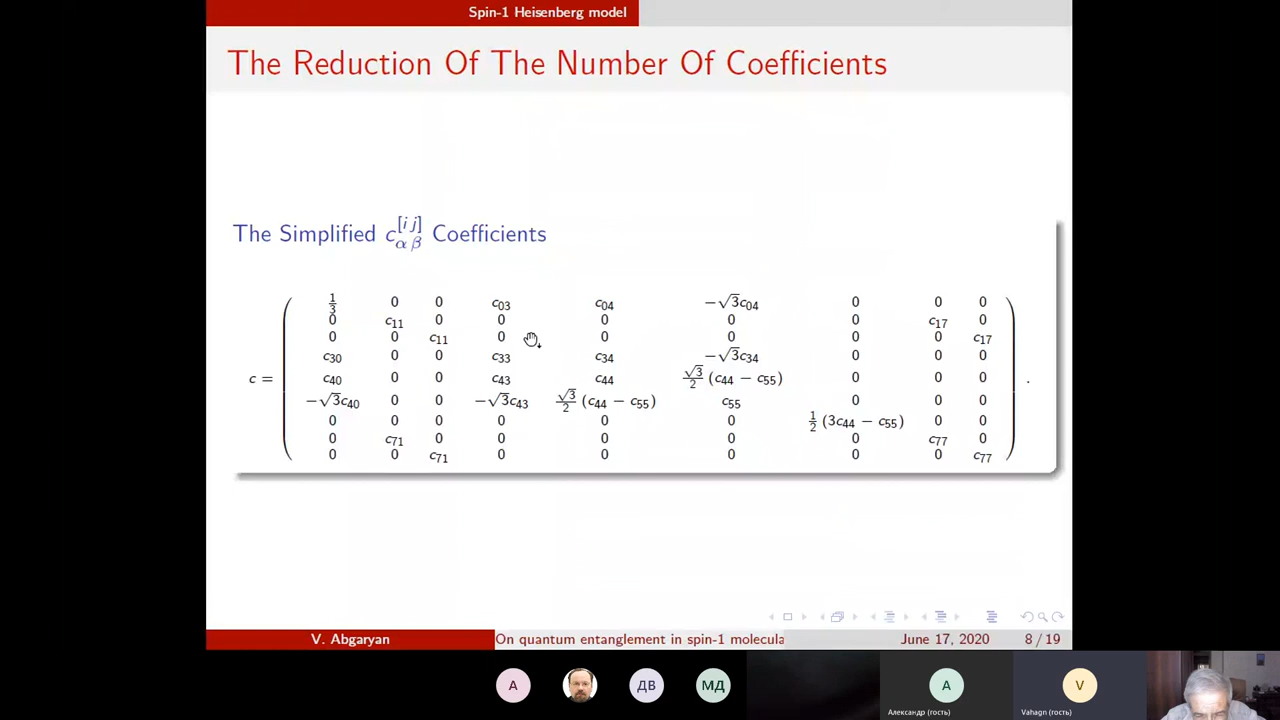 Spin-1 Heisenberg model
The Reduction Of The Number Of Coefficients
The Simplified c_{α β}^{[i j]} Coefficients
1/3 0 0 c₀₃ c₀₄ −√3c₀₄ 0 0 0
0 c₁₁ 0 0 0 0 0 c₁₇ 0
0 0 c₁₁ 0 0 0 0 0 c₁₇
c₃₀ 0 0 c₃₃ c₃₄ −√3c₃₄ 0 0 0
c = c₄₀ 0 0 c₄₃ c₄₄ √3/2 (c₄₄ − c₅₅) 0 0 0 .
−√3c₄₀ 0 0 −√3c₄₃ √3/2 (c₄₄ − c₅₅) c₅₅ 0 0 0
0 0 0 0 0 0 1/2 (3c₄₄ − c₅₅) 0 0
0 c₇₁ 0 0 0 0 0 c₇₇ 0
0 0 c₇₁ 0 0 0 0 0 c₇₇
V. Abgaryan On quantum entanglement in spin-1 molecula June 17, 2020 8 / 19
А ДВ МД А V
Александр (гость) Vahagn (гость)